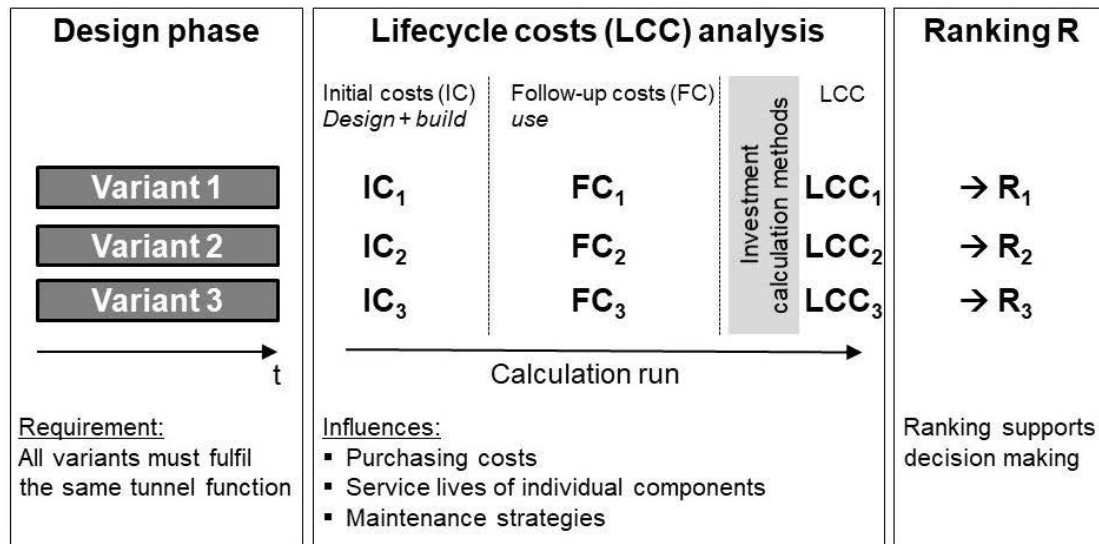 Design phase
Variant 1
Variant 2
Variant 3
t
Requirement:
All variants must fulfil
the same tunnel function
Lifecycle costs (LCC) analysis
Initial costs (IC)
Design + build
Follow-up costs (FC)
use
Investment
calculation methods
LCC
IC₁ FC₁ LCC₁
IC₂ FC₂ LCC₂
IC₃ FC₃ LCC₃
Calculation run
Influences:
▪ Purchasing costs
▪ Service lives of individual components
▪ Maintenance strategies
Ranking R
→ R₁
→ R₂
→ R₃
Ranking supports
decision making